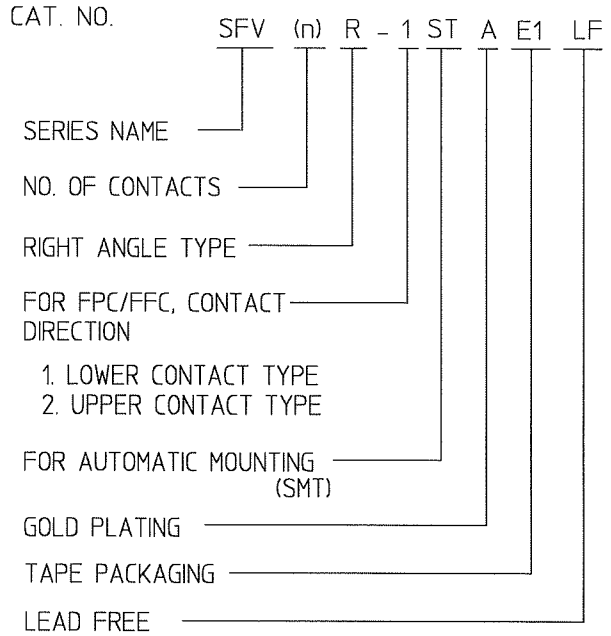 CAT. NO.
SFV (n) R - 1 ST A E1 LF
SERIES NAME
NO. OF CONTACTS
RIGHT ANGLE TYPE
FOR FPC/FFC, CONTACT
DIRECTION
1. LOWER CONTACT TYPE
2. UPPER CONTACT TYPE
FOR AUTOMATIC MOUNTING
(SMT)
GOLD PLATING
TAPE PACKAGING
LEAD FREE